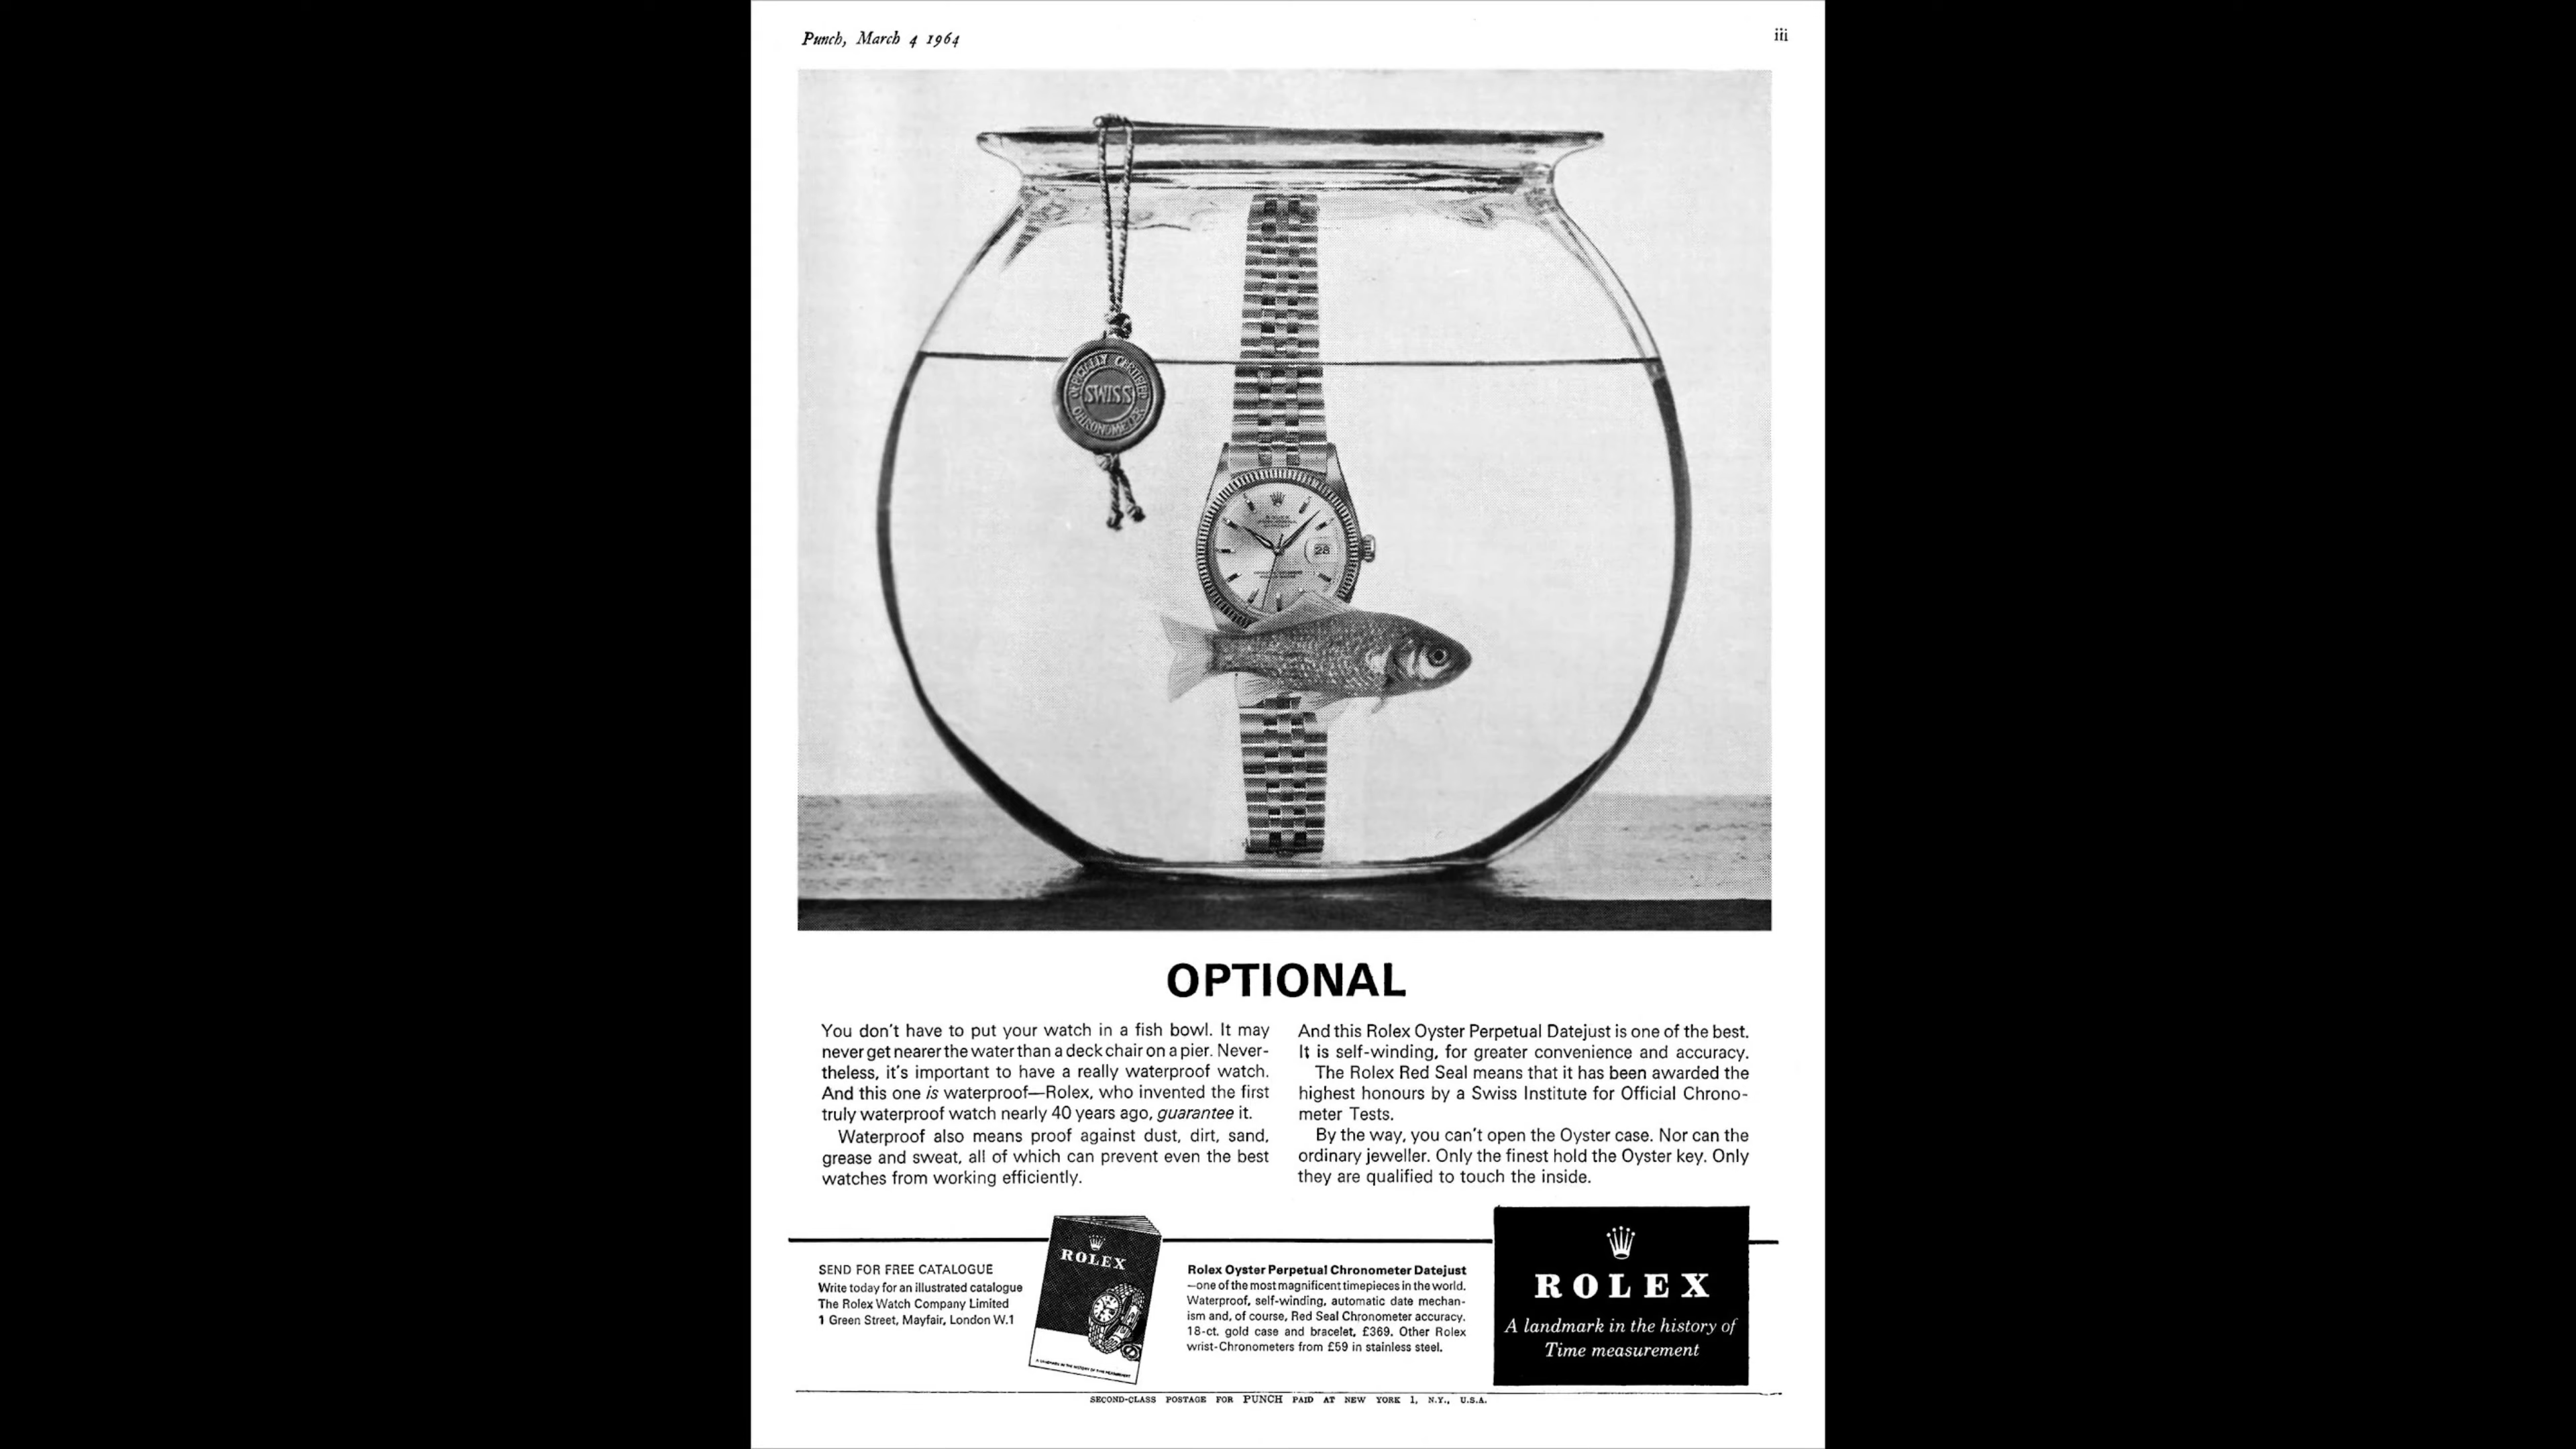 Punch, March 4 1964
iii
OFFICIALLY CERTIFIED
SWISS
CHRONOMETER
ROLEX
28
OPTIONAL
You don't have to put your watch in a fish bowl. It may
never get nearer the water than a deck chair on a pier. Never-
theless, it's important to have a really waterproof watch.
And this one is waterproof—Rolex, who invented the first
truly waterproof watch nearly 40 years ago, guarantee it.
Waterproof also means proof against dust, dirt, sand,
grease and sweat, all of which can prevent even the best
watches from working efficiently.
And this Rolex Oyster Perpetual Datejust is one of the best.
It is self-winding, for greater convenience and accuracy.
The Rolex Red Seal means that it has been awarded the
highest honours by a Swiss Institute for Official Chrono-
meter Tests.
By the way, you can't open the Oyster case. Nor can the
ordinary jeweller. Only the finest hold the Oyster key. Only
they are qualified to touch the inside.
SEND FOR FREE CATALOGUE
Write today for an illustrated catalogue
The Rolex Watch Company Limited
1 Green Street, Mayfair, London W.1
ROLEX
A LANDMARK IN THE HISTORY OF TIME MEASUREMENT
Rolex Oyster Perpetual Chronometer Datejust
—one of the most magnificent timepieces in the world.
Waterproof, self-winding, automatic date mechan-
ism and, of course, Red Seal Chronometer accuracy.
18-ct. gold case and bracelet, £369. Other Rolex
wrist-Chronometers from £59 in stainless steel.
ROLEX
A landmark in the history of
Time measurement
SECOND-CLASS POSTAGE FOR PUNCH PAID AT NEW YORK 1, N.Y., U.S.A.